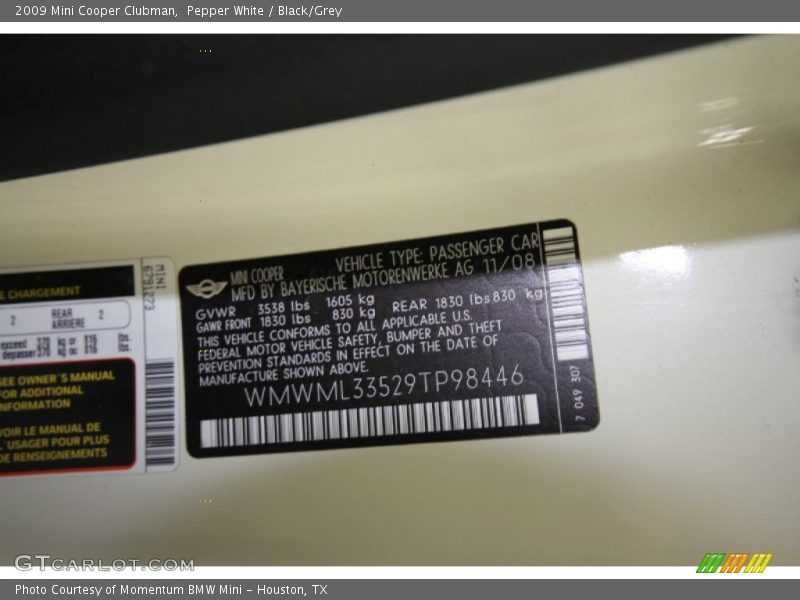 2009 Mini Cooper Clubman, Pepper White / Black/Grey
E CHARGEMENT
2 REAR ARRIERE 2
SEE OWNER'S MANUAL
FOR ADDITIONAL
INFORMATION
VOIR LE MANUAL DE
L'USAGER POUR PLUS
DE RENSEIGNEMENTS
MINI
6791273
MINI COOPER VEHICLE TYPE: PASSENGER CAR
MFD BY BAYERISCHE MOTORENWERKE AG 11/08
GVWR 3538 lbs 1605 kg
GAWR FRONT 1830 lbs 830 kg REAR 1830 lbs 830 kg
THIS VEHICLE CONFORMS TO ALL APPLICABLE U.S.
FEDERAL MOTOR VEHICLE SAFETY, BUMPER AND THEFT
PREVENTION STANDARDS IN EFFECT ON THE DATE OF
MANUFACTURE SHOWN ABOVE.
WMWML33529TP98446
7 049 307
GTCARLOT.COM
Photo Courtesy of Momentum BMW Mini - Houston, TX